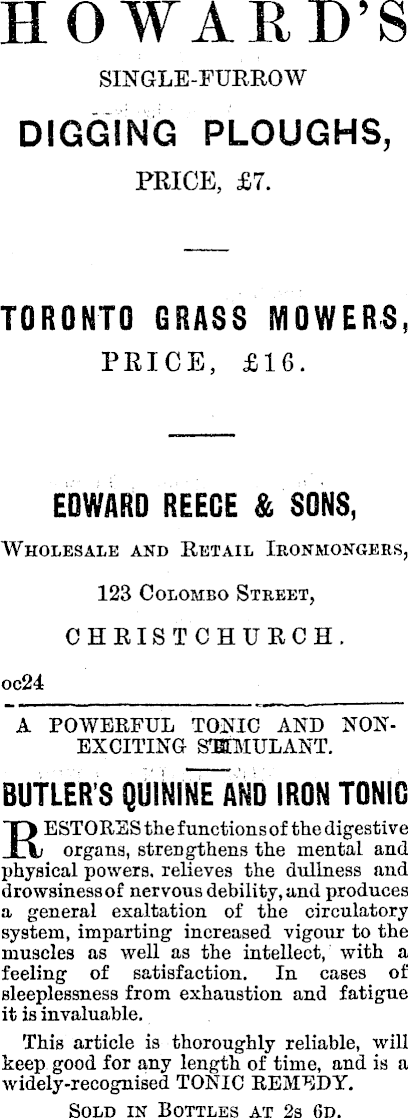 HOWARD'S
SINGLE-FURROW
DIGGING PLOUGHS,
PRICE, £7.
TORONTO GRASS MOWERS,
PRICE, £16.
EDWARD REECE & SONS,
WHOLESALE AND RETAIL IRONMONGERS,
123 COLOMBO STREET,
CHRISTCHURCH.
oc24
A POWERFUL TONIC AND NON-
EXCITING STIMULANT.
BUTLER'S QUININE AND IRON TONIC
RESTORES the functions of the digestive
organs, strengthens the mental and
physical powers, relieves the dullness and
drowsiness of nervous debility, and produces
a general exaltation of the circulatory
system, imparting increased vigour to the
muscles as well as the intellect, with a
feeling of satisfaction. In cases of
sleeplessness from exhaustion and fatigue
it is invaluable.
This article is thoroughly reliable, will
keep good for any length of time, and is a
widely-recognised TONIC REMEDY.
SOLD IN BOTTLES AT 2s 6D.